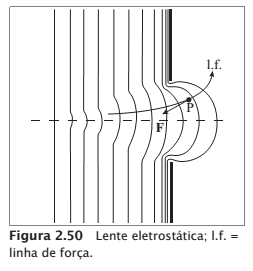 l.f.
P
F
Figura 2.50 Lente eletrostática; l.f. =
linha de força.